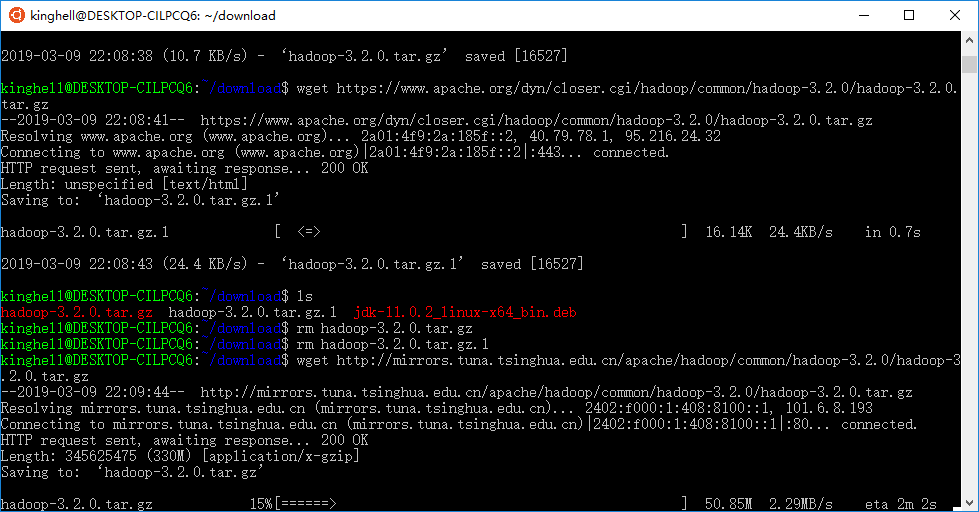 kinghell@DESKTOP-CILPCQ6: ~/download
2019-03-09 22:08:38 (10.7 KB/s) - ‘hadoop-3.2.0.tar.gz’ saved [16527]
kinghell@DESKTOP-CILPCQ6:~/download$ wget https://www.apache.org/dyn/closer.cgi/hadoop/common/hadoop-3.2.0/hadoop-3.2.0.
tar.gz
--2019-03-09 22:08:41-- https://www.apache.org/dyn/closer.cgi/hadoop/common/hadoop-3.2.0/hadoop-3.2.0.tar.gz
Resolving www.apache.org (www.apache.org)... 2a01:4f9:2a:185f::2, 40.79.78.1, 95.216.24.32
Connecting to www.apache.org (www.apache.org)|2a01:4f9:2a:185f::2|:443... connected.
HTTP request sent, awaiting response... 200 OK
Length: unspecified [text/html]
Saving to: ‘hadoop-3.2.0.tar.gz.1’
hadoop-3.2.0.tar.gz.1 [ <=> ] 16.14K 24.4KB/s in 0.7s
2019-03-09 22:08:43 (24.4 KB/s) - ‘hadoop-3.2.0.tar.gz.1’ saved [16527]
kinghell@DESKTOP-CILPCQ6:~/download$ ls
hadoop-3.2.0.tar.gz hadoop-3.2.0.tar.gz.1 jdk-11.0.2_linux-x64_bin.deb
kinghell@DESKTOP-CILPCQ6:~/download$ rm hadoop-3.2.0.tar.gz
kinghell@DESKTOP-CILPCQ6:~/download$ rm hadoop-3.2.0.tar.gz.1
kinghell@DESKTOP-CILPCQ6:~/download$ wget http://mirrors.tuna.tsinghua.edu.cn/apache/hadoop/common/hadoop-3.2.0/hadoop-3
.2.0.tar.gz
--2019-03-09 22:09:44-- http://mirrors.tuna.tsinghua.edu.cn/apache/hadoop/common/hadoop-3.2.0/hadoop-3.2.0.tar.gz
Resolving mirrors.tuna.tsinghua.edu.cn (mirrors.tuna.tsinghua.edu.cn)... 2402:f000:1:408:8100::1, 101.6.8.193
Connecting to mirrors.tuna.tsinghua.edu.cn (mirrors.tuna.tsinghua.edu.cn)|2402:f000:1:408:8100::1|:80... connected.
HTTP request sent, awaiting response... 200 OK
Length: 345625475 (330M) [application/x-gzip]
Saving to: ‘hadoop-3.2.0.tar.gz’
hadoop-3.2.0.tar.gz 15%[======> ] 50.85M 2.29MB/s eta 2m 2s